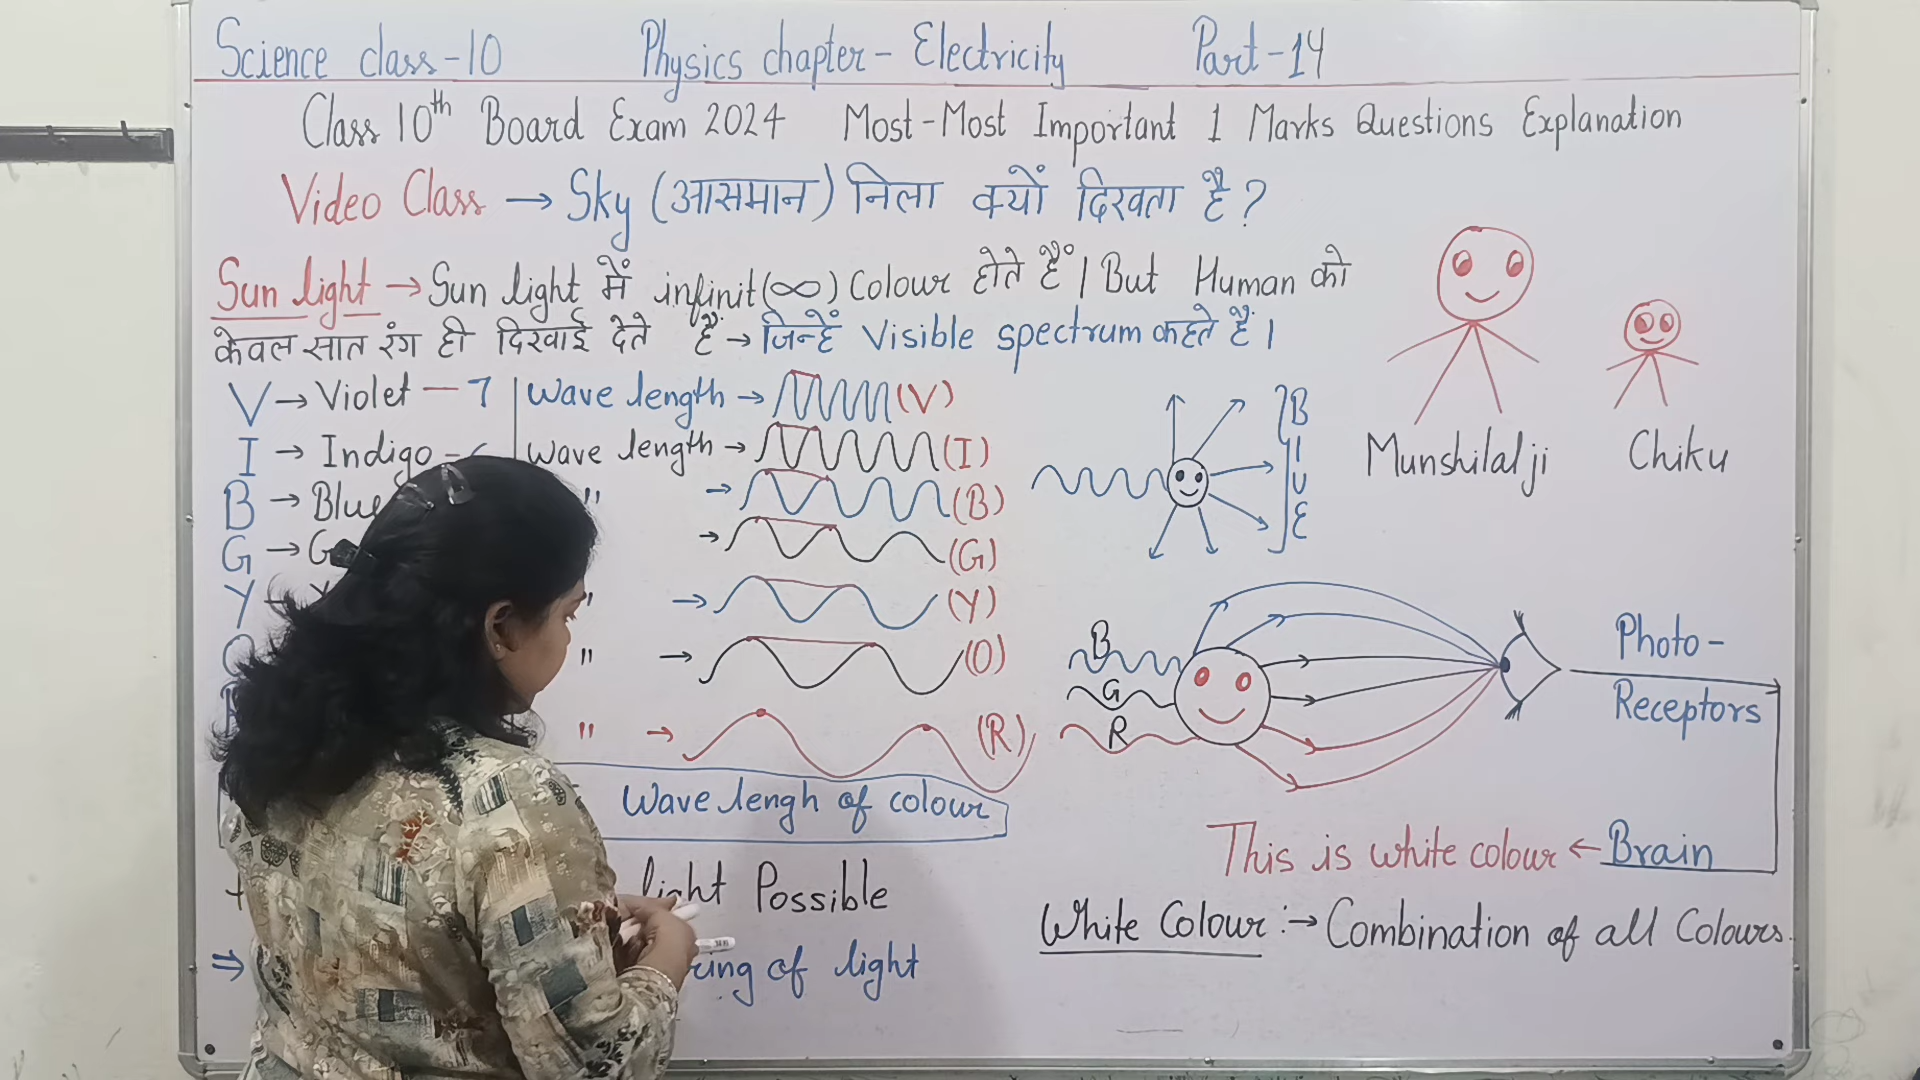 Science class-10 Physics chapter- Electricity Part-14
Class 10th Board Exam 2024 Most-Most Important 1 Marks Questions Explanation
Video Class → Sky (आसमान) निला क्यों दिखता है ?
Sun light → Sun light में infinit (∞) Colour होते हैं | But Human को
केवल सात रंग ही दिखाई देते हैं → जिन्हें Visible spectrum कहते हैं |
V → Violet - 7 | wave length → (V)
I → Indigo - wave length → (I)
B → Blue " → (B)
G → G → (G)
Y → " → (Y)
" → (O)
" → (R)
Wave lengh of colour
light Possible
⇒ of light
BlUE
Munshilalji
Chiku
B
G
R
Photo-
Receptors
This is white colour ← Brain
White Colour :→ Combination of all Colours.